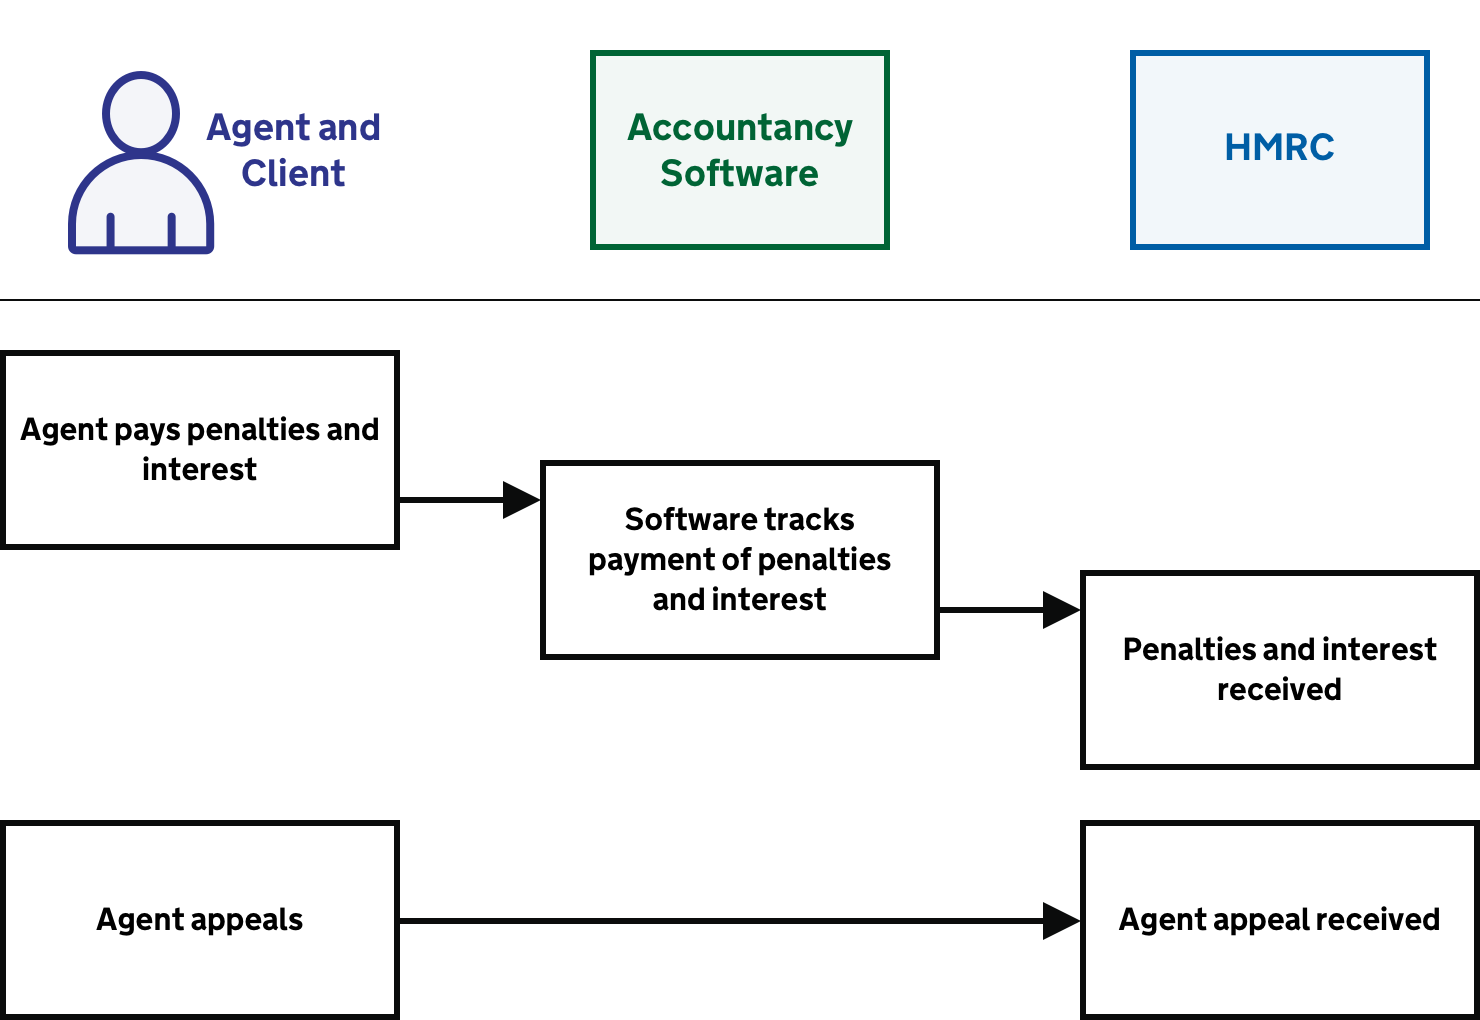 Agent and
Client
Accountancy
Software
HMRC
Agent pays penalties and
interest
Software tracks
payment of penalties
and interest
Penalties and interest
received
Agent appeals
Agent appeal received